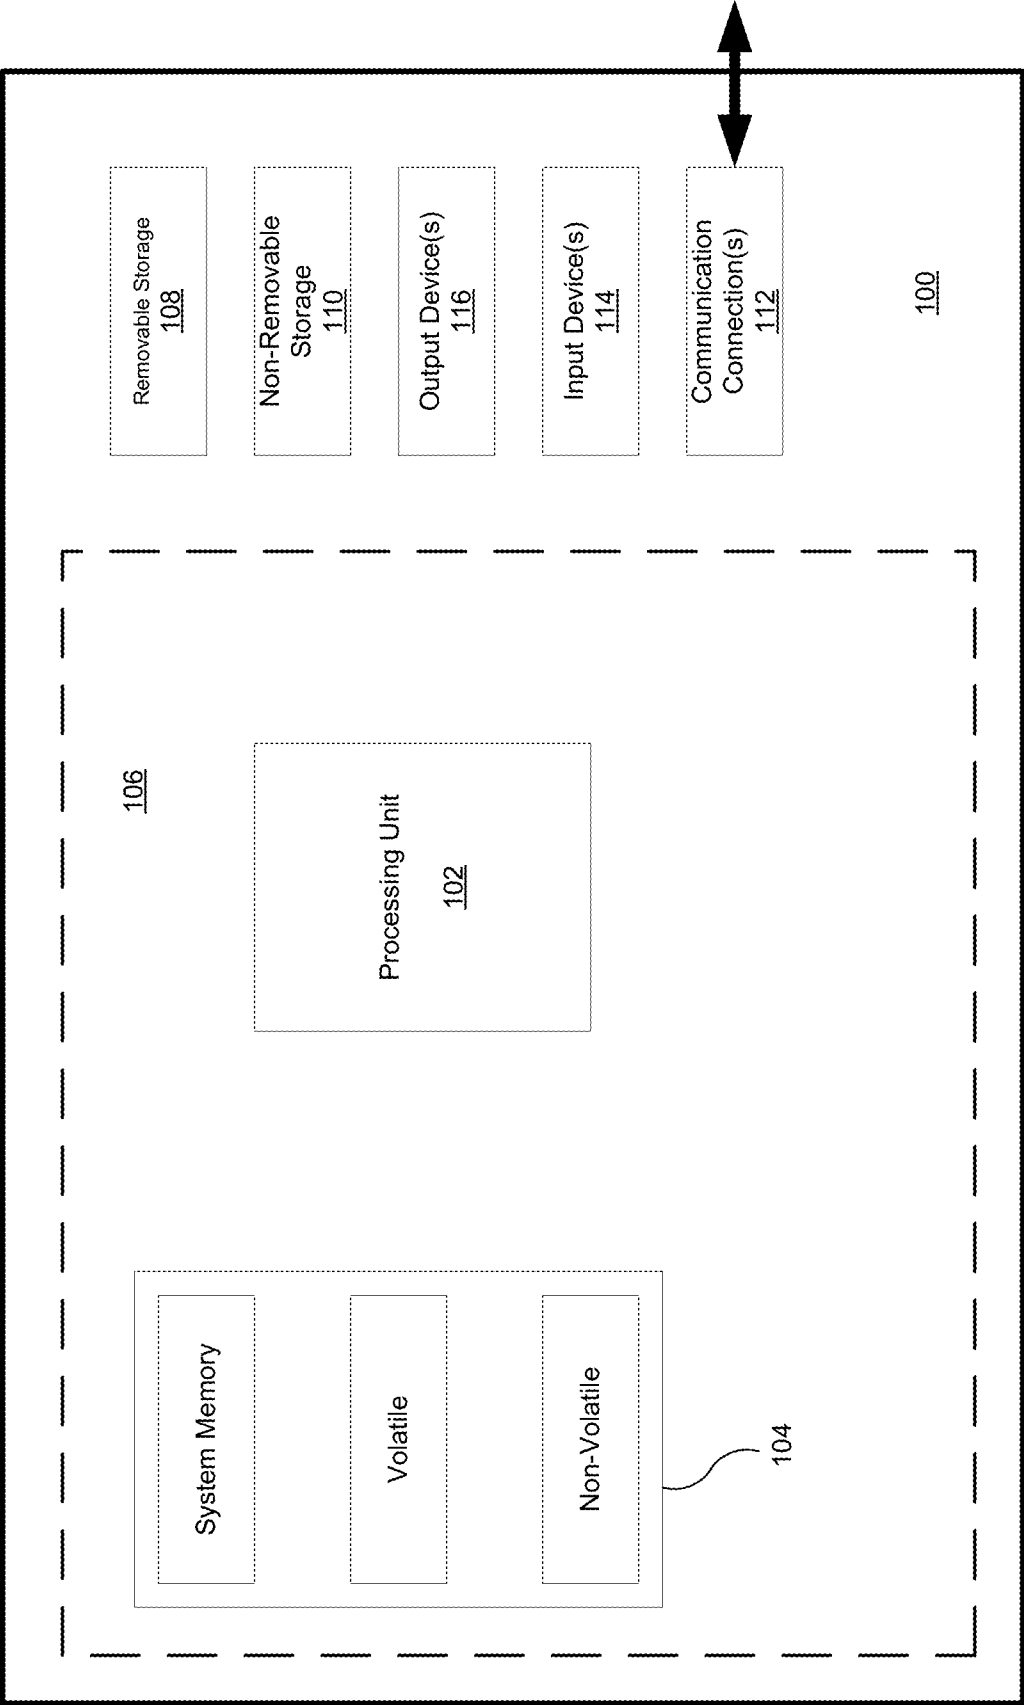 System Memory
Volatile
Non-Volatile
104
106
Processing Unit
102
Removable Storage
108
Non-Removable
Storage
110
Output Device(s)
116
Input Device(s)
114
Communication
Connection(s)
112
100